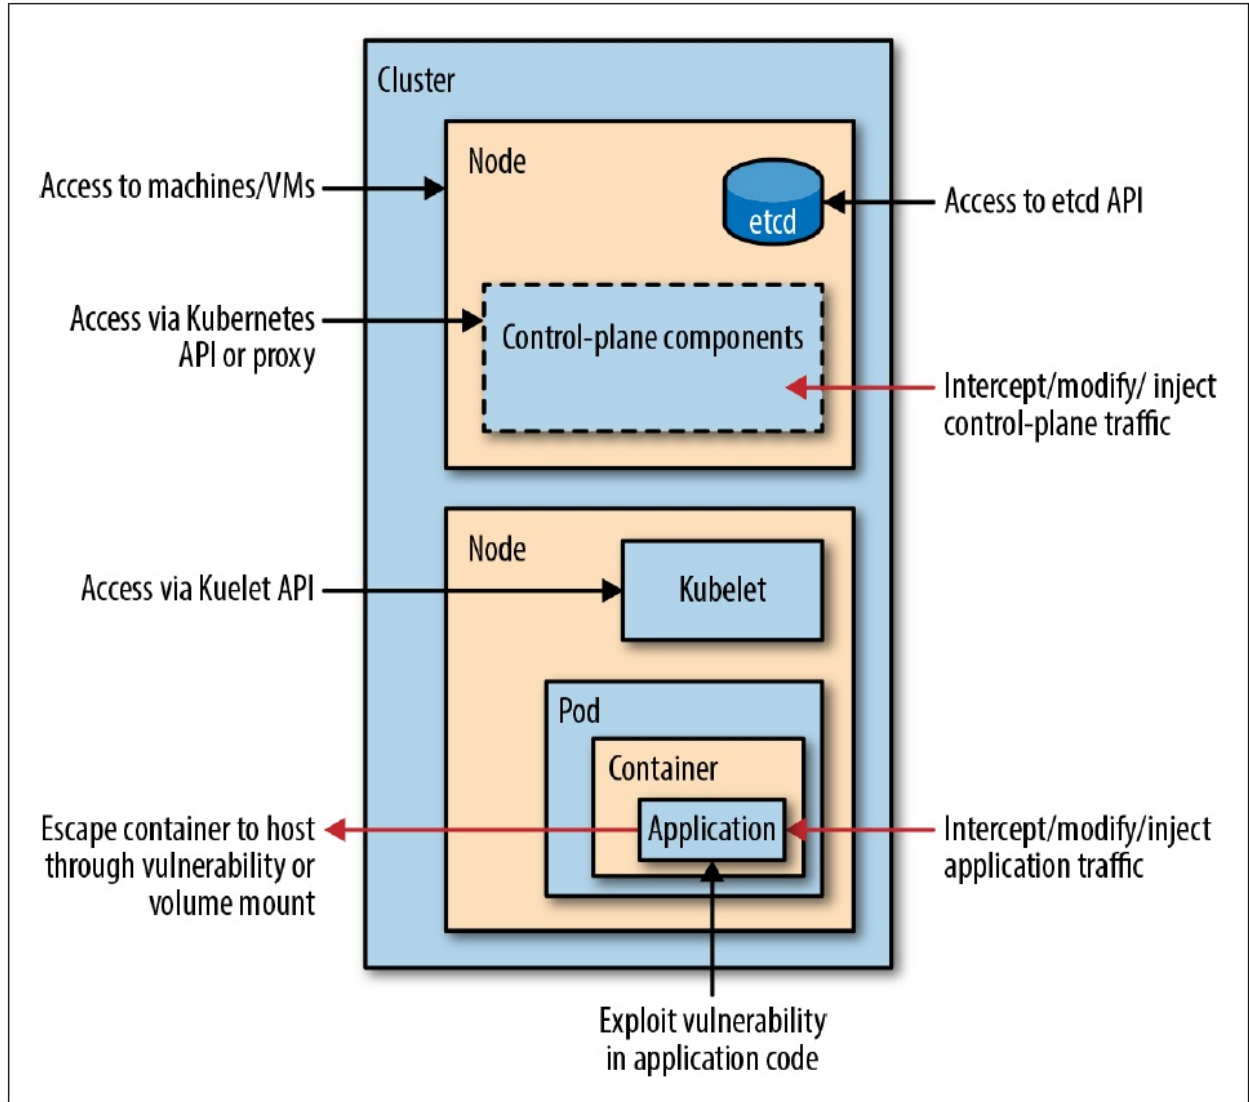 Cluster
Node
Access to machines/VMs
etcd
Access to etcd API
Access via Kubernetes
API or proxy
Control-plane components
Intercept/modify/ inject
control-plane traffic
Node
Access via Kuelet API
Kubelet
Pod
Container
Application
Escape container to host
through vulnerability or
volume mount
Intercept/modify/inject
application traffic
Exploit vulnerability
in application code